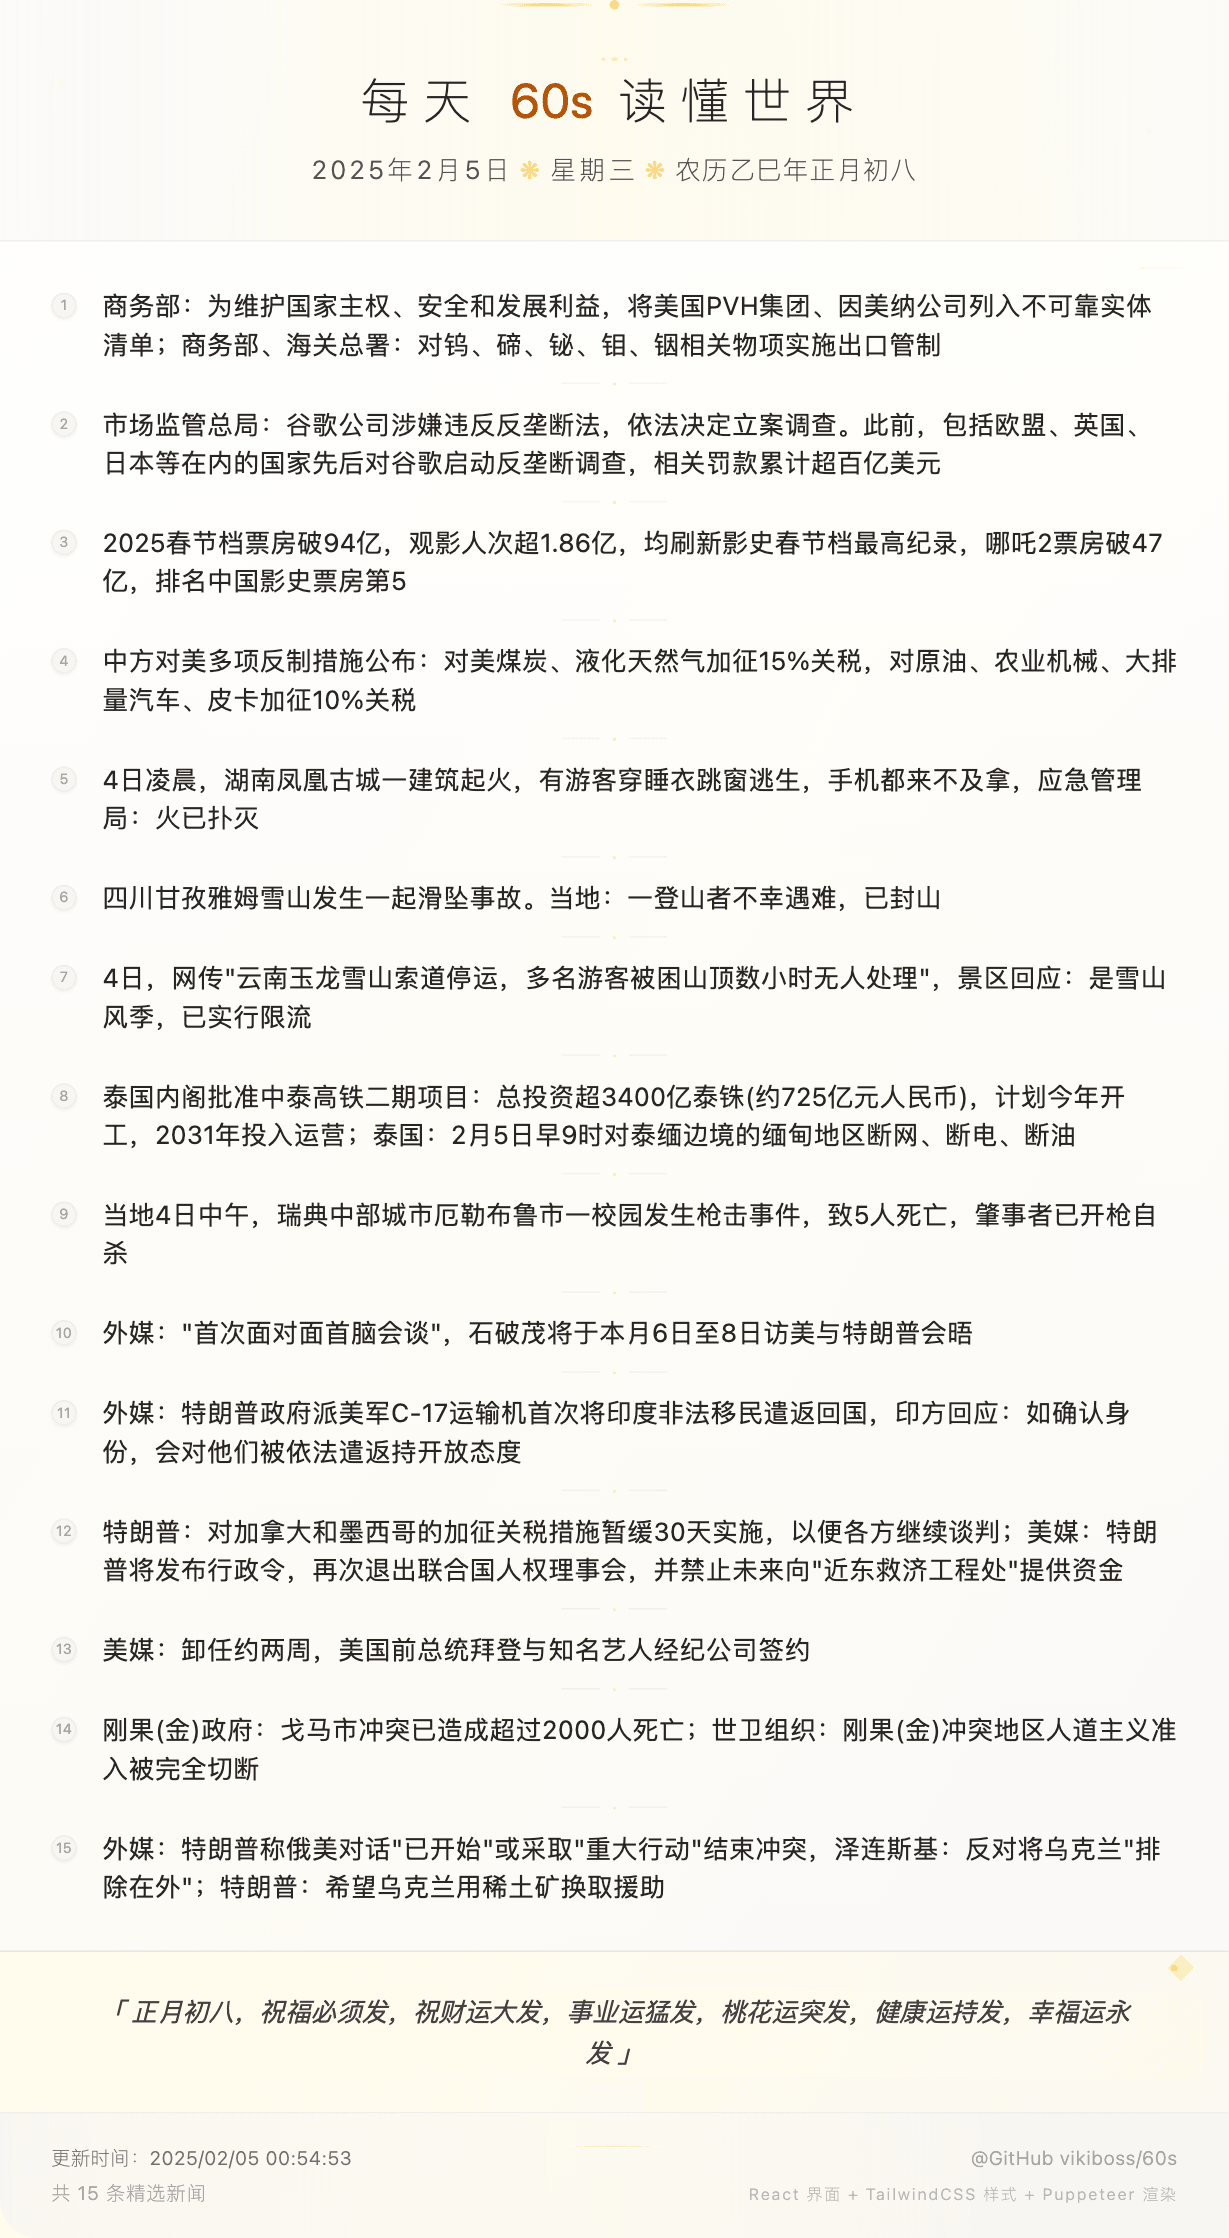 每天 60s 读懂世界
2025年2月5日 ❋ 星期三 ❋ 农历乙巳年正月初八
1 商务部：为维护国家主权、安全和发展利益，将美国PVH集团、因美纳公司列入不可靠实体
清单；商务部、海关总署：对钨、碲、铋、钼、铟相关物项实施出口管制
2 市场监管总局：谷歌公司涉嫌违反反垄断法，依法决定立案调查。此前，包括欧盟、英国、
日本等在内的国家先后对谷歌启动反垄断调查，相关罚款累计超百亿美元
3 2025春节档票房破94亿，观影人次超1.86亿，均刷新影史春节档最高纪录，哪吒2票房破47
亿，排名中国影史票房第5
4 中方对美多项反制措施公布：对美煤炭、液化天然气加征15%关税，对原油、农业机械、大排
量汽车、皮卡加征10%关税
5 4日凌晨，湖南凤凰古城一建筑起火，有游客穿睡衣跳窗逃生，手机都来不及拿，应急管理
局：火已扑灭
6 四川甘孜雅姆雪山发生一起滑坠事故。当地：一登山者不幸遇难，已封山
7 4日，网传"云南玉龙雪山索道停运，多名游客被困山顶数小时无人处理"，景区回应：是雪山
风季，已实行限流
8 泰国内阁批准中泰高铁二期项目：总投资超3400亿泰铢(约725亿元人民币)，计划今年开
工，2031年投入运营；泰国：2月5日早9时对泰缅边境的缅甸地区断网、断电、断油
9 当地4日中午，瑞典中部城市厄勒布鲁市一校园发生枪击事件，致5人死亡，肇事者已开枪自
杀
10 外媒："首次面对面首脑会谈"，石破茂将于本月6日至8日访美与特朗普会晤
11 外媒：特朗普政府派美军C-17运输机首次将印度非法移民遣返回国，印方回应：如确认身
份，会对他们被依法遣返持开放态度
12 特朗普：对加拿大和墨西哥的加征关税措施暂缓30天实施，以便各方继续谈判；美媒：特朗
普将发布行政令，再次退出联合国人权理事会，并禁止未来向"近东救济工程处"提供资金
13 美媒：卸任约两周，美国前总统拜登与知名艺人经纪公司签约
14 刚果(金)政府：戈马市冲突已造成超过2000人死亡；世卫组织：刚果(金)冲突地区人道主义准
入被完全切断
15 外媒：特朗普称俄美对话"已开始"或采取"重大行动"结束冲突，泽连斯基：反对将乌克兰"排
除在外"；特朗普：希望乌克兰用稀土矿换取援助
「 正月初八，祝福必须发，祝财运大发，事业运猛发，桃花运突发，健康运持发，幸福运永
发 」
更新时间：2025/02/05 00:54:53
@GitHub vikiboss/60s
共 15 条精选新闻
React 界面 + TailwindCSS 样式 + Puppeteer 渲染